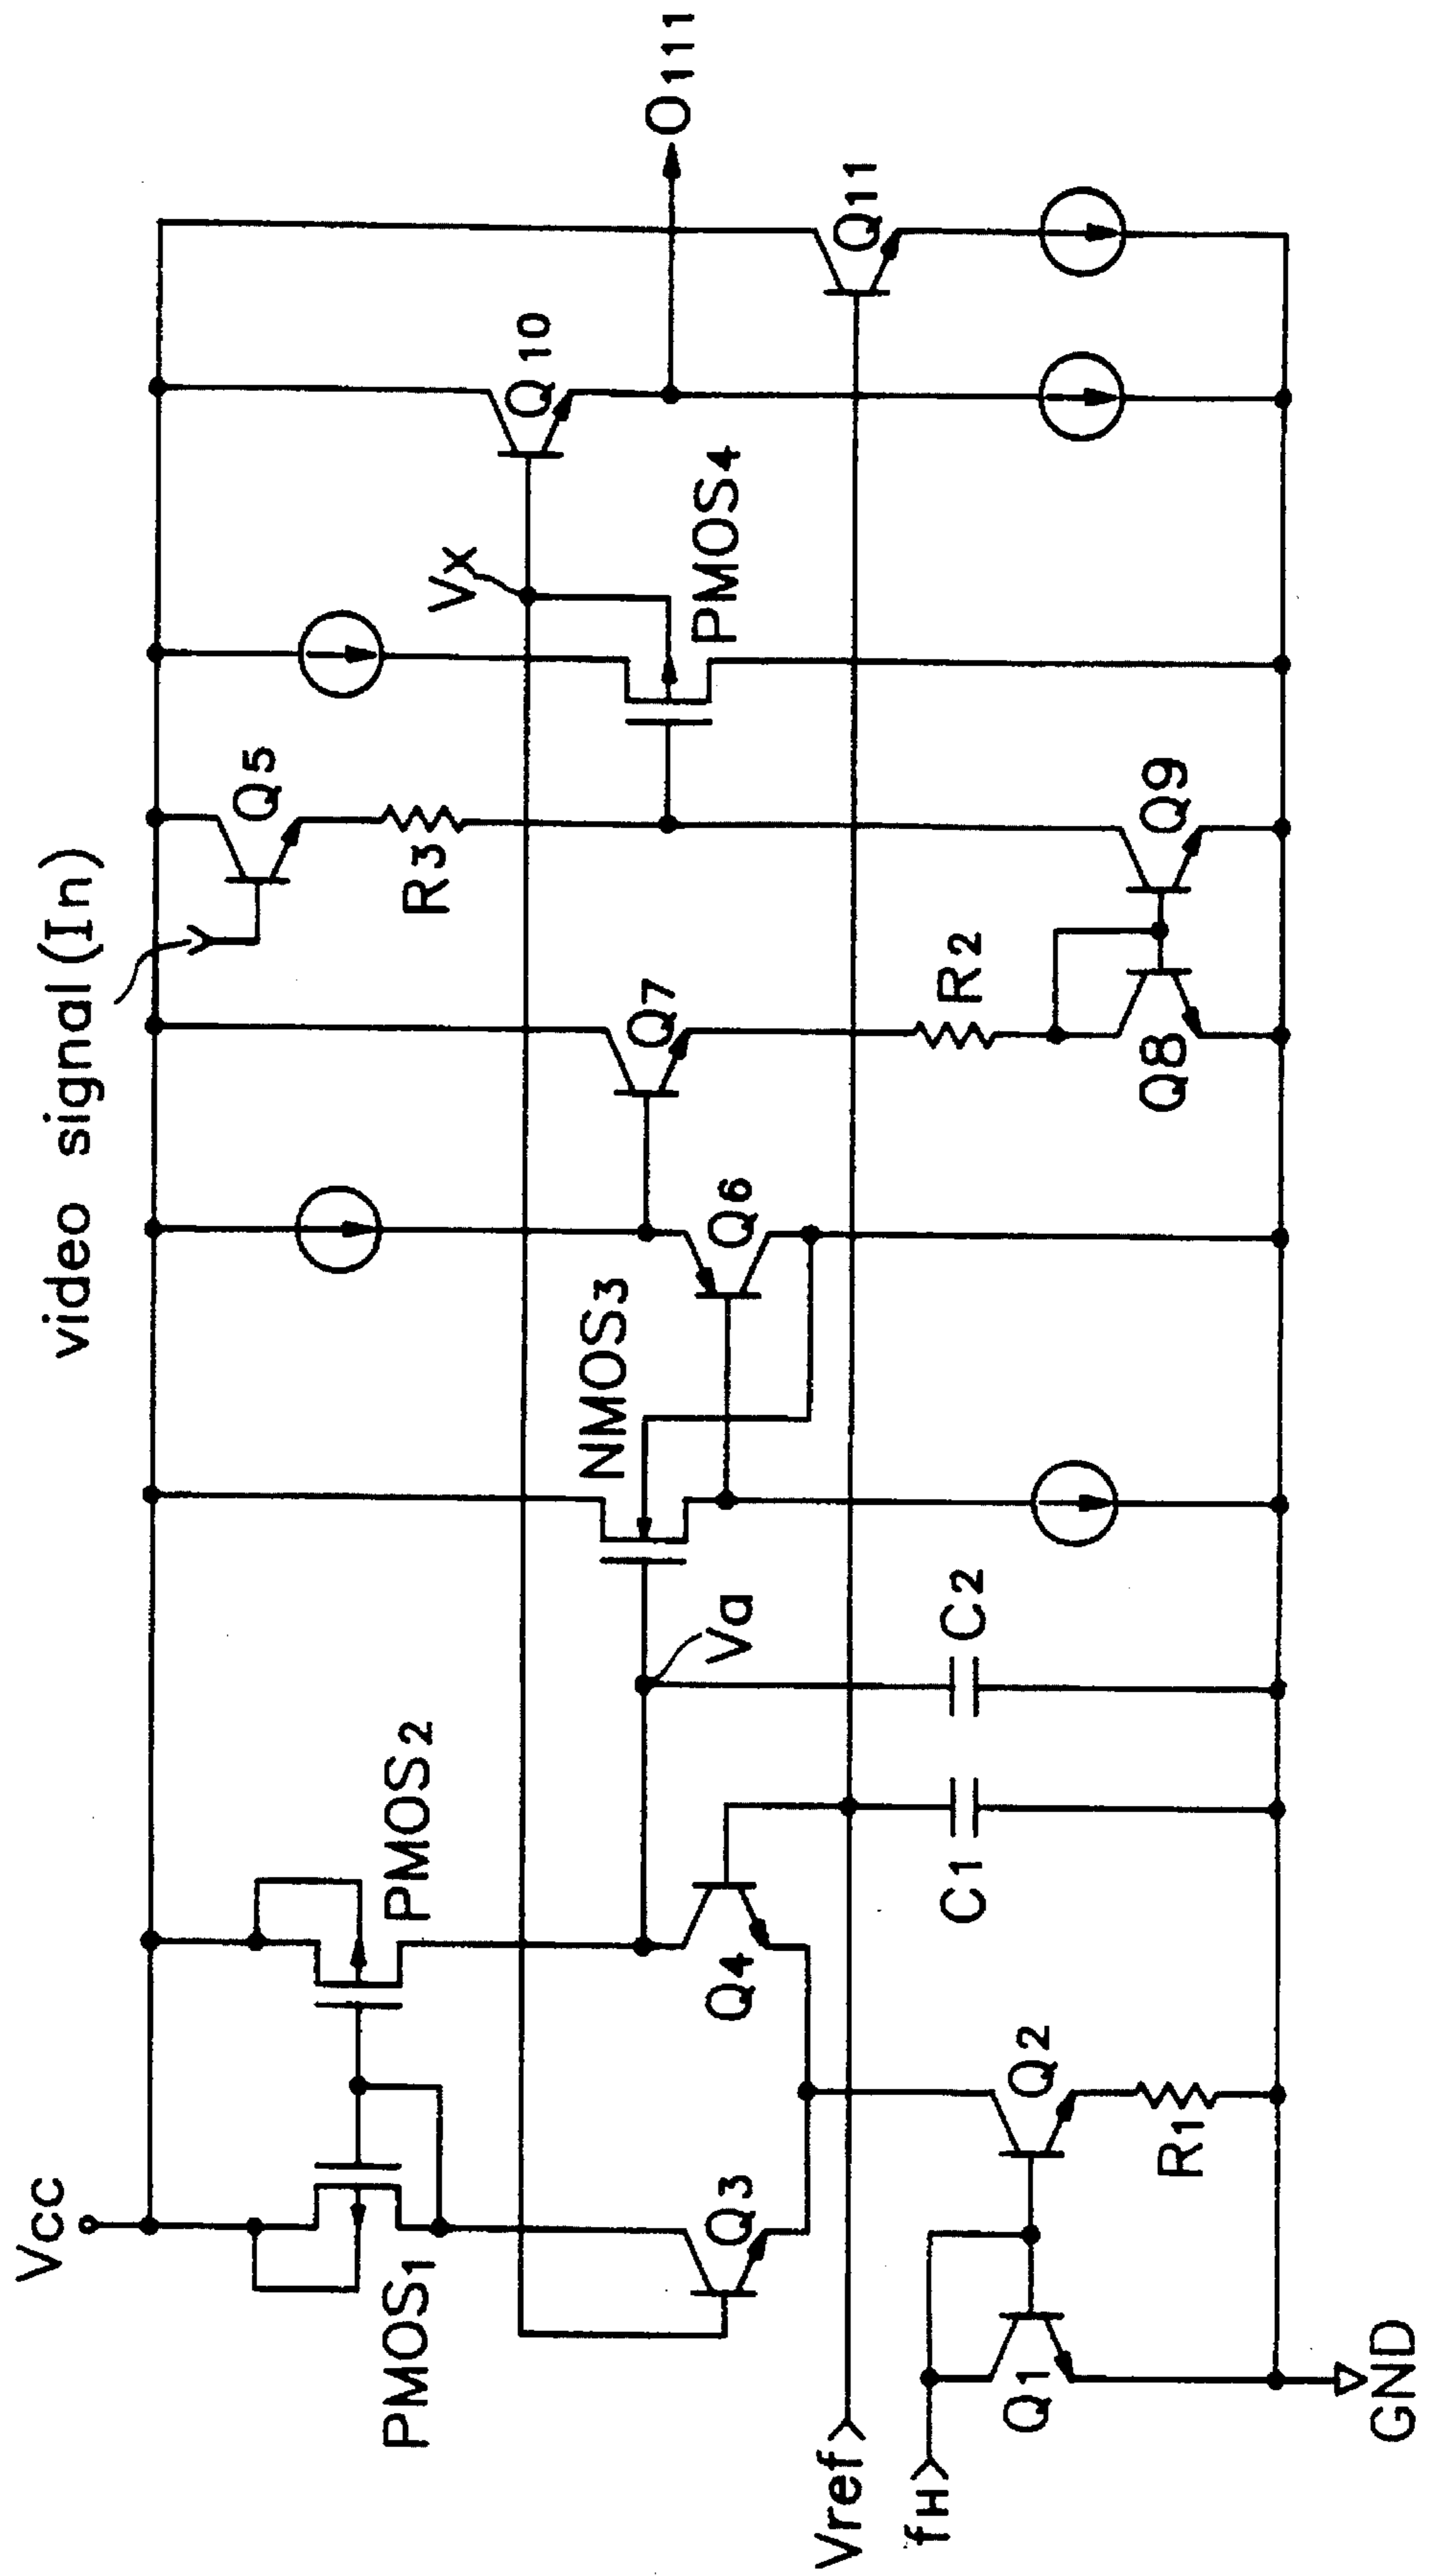 Vcc
video signal(In)
PMOS1
PMOS2
Q5
R3
Vx
Q10
NMOS3
Q7
O111
Va
Q6
PMOS4
Q3
Q4
Q11
Vref
fH
C1
C2
R2
Q1
Q2
Q8
Q9
R1
GND